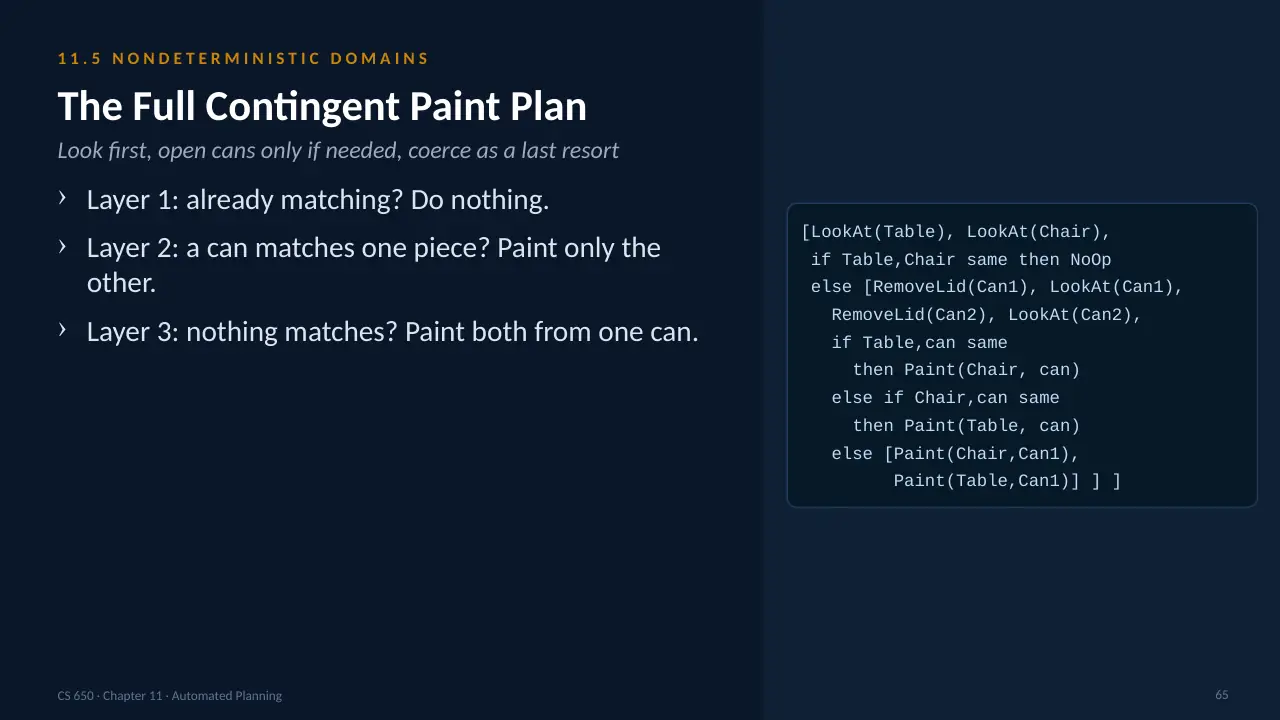 11.5 NONDETERMINISTIC DOMAINS
The Full Contingent Paint Plan
Look first, open cans only if needed, coerce as a last resort
› Layer 1: already matching? Do nothing.
› Layer 2: a can matches one piece? Paint only the
other.
› Layer 3: nothing matches? Paint both from one can.
[LookAt(Table), LookAt(Chair),
 if Table,Chair same then NoOp
 else [RemoveLid(Can1), LookAt(Can1),
   RemoveLid(Can2), LookAt(Can2),
   if Table,can same
     then Paint(Chair, can)
   else if Chair,can same
     then Paint(Table, can)
   else [Paint(Chair,Can1),
         Paint(Table,Can1)] ] ]
CS 650 · Chapter 11 · Automated Planning
65